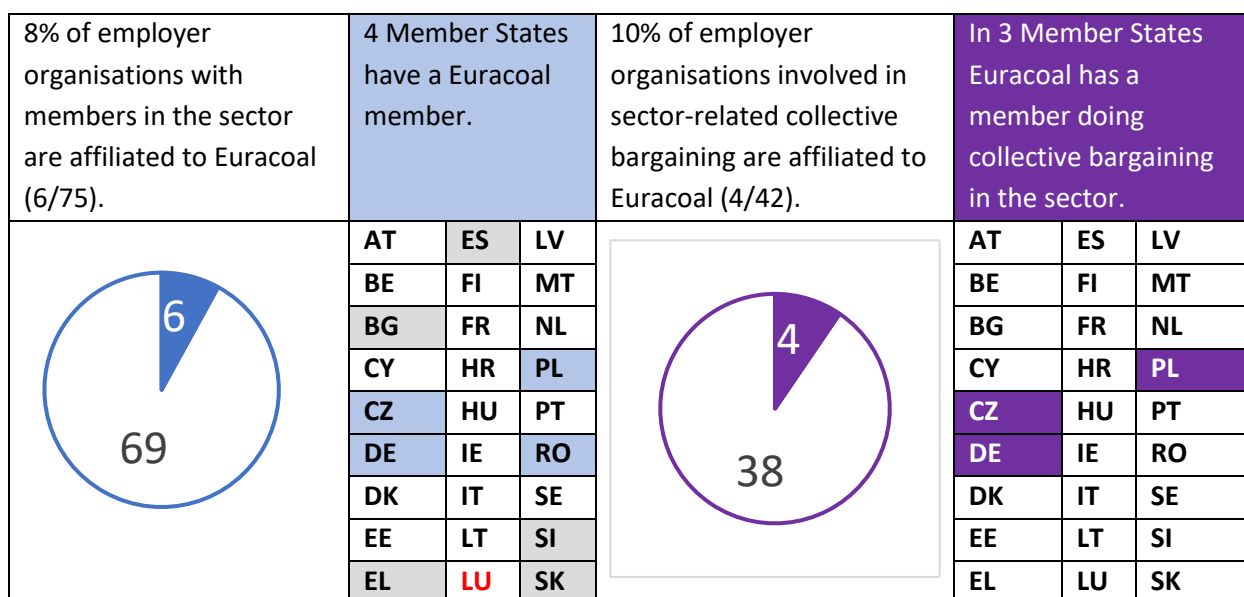 8% of employer
organisations with
members in the sector
are affiliated to Euracoal
(6/75).
4 Member States
have a Euracoal
member.
10% of employer
organisations involved in
sector-related collective
bargaining are affiliated to
Euracoal (4/42).
In 3 Member States
Euracoal has a
member doing
collective bargaining
in the sector.
6
69
AT ES LV
BE FI MT
BG FR NL
CY HR PL
CZ HU PT
DE IE RO
DK IT SE
EE LT SI
EL LU SK
4
38
AT ES LV
BE FI MT
BG FR NL
CY HR PL
CZ HU PT
DE IE RO
DK IT SE
EE LT SI
EL LU SK